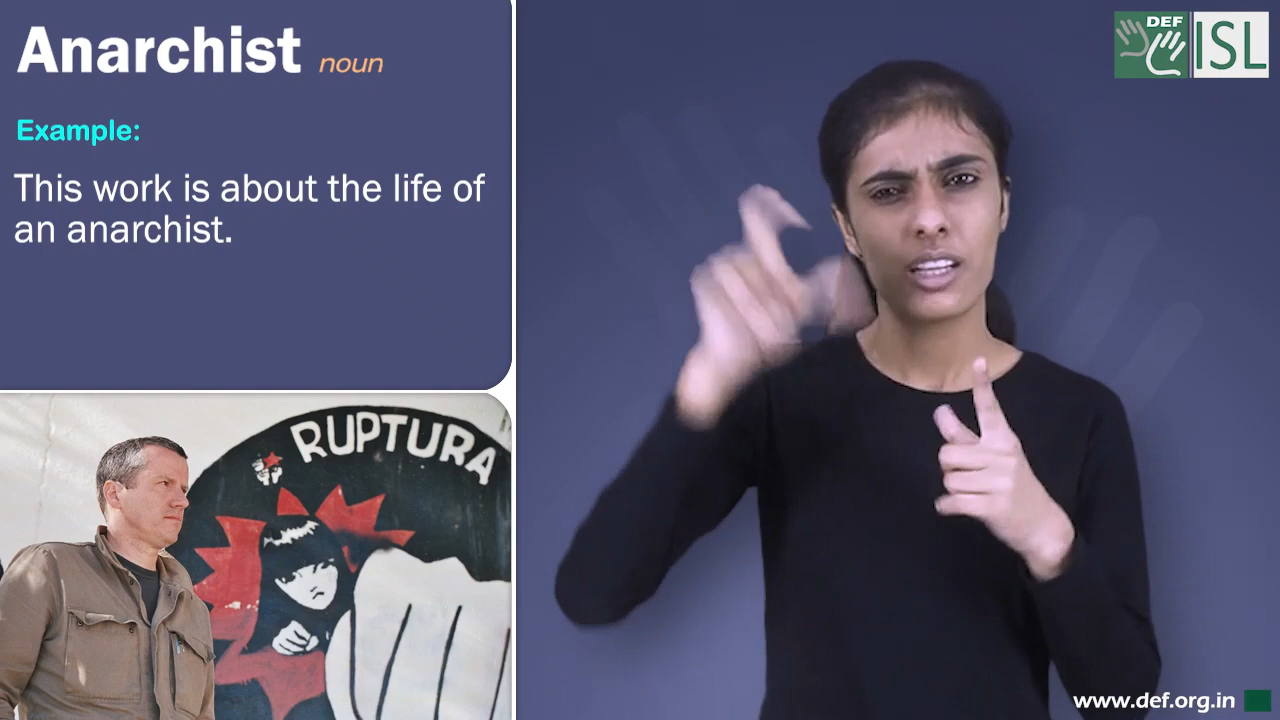 Anarchist noun
Example:
This work is about the life of
an anarchist.
RUPTURA
DEF
ISL
www.def.org.in